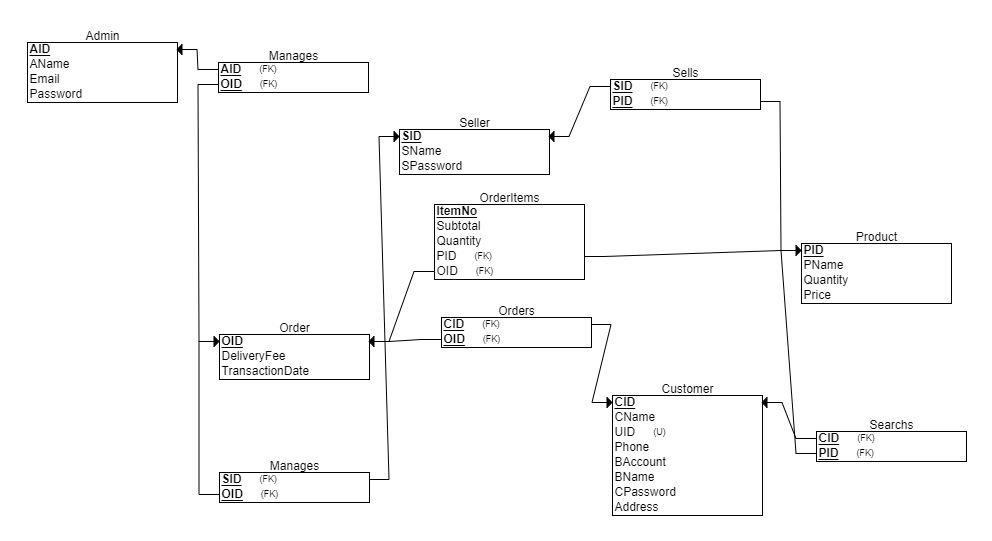 Admin
AID
AName
Email
Password
Manages
AID (FK)
OID (FK)
Sells
SID (FK)
PID (FK)
Seller
SID
SName
SPassword
OrderItems
ItemNo
Subtotal
Quantity
PID (FK)
OID (FK)
Product
PID
PName
Quantity
Price
Orders
CID (FK)
OID (FK)
Order
OID
DeliveryFee
TransactionDate
Customer
CID
CName
UID (U)
Phone
BAccount
BName
CPassword
Address
Searchs
CID (FK)
PID (FK)
Manages
SID (FK)
OID (FK)